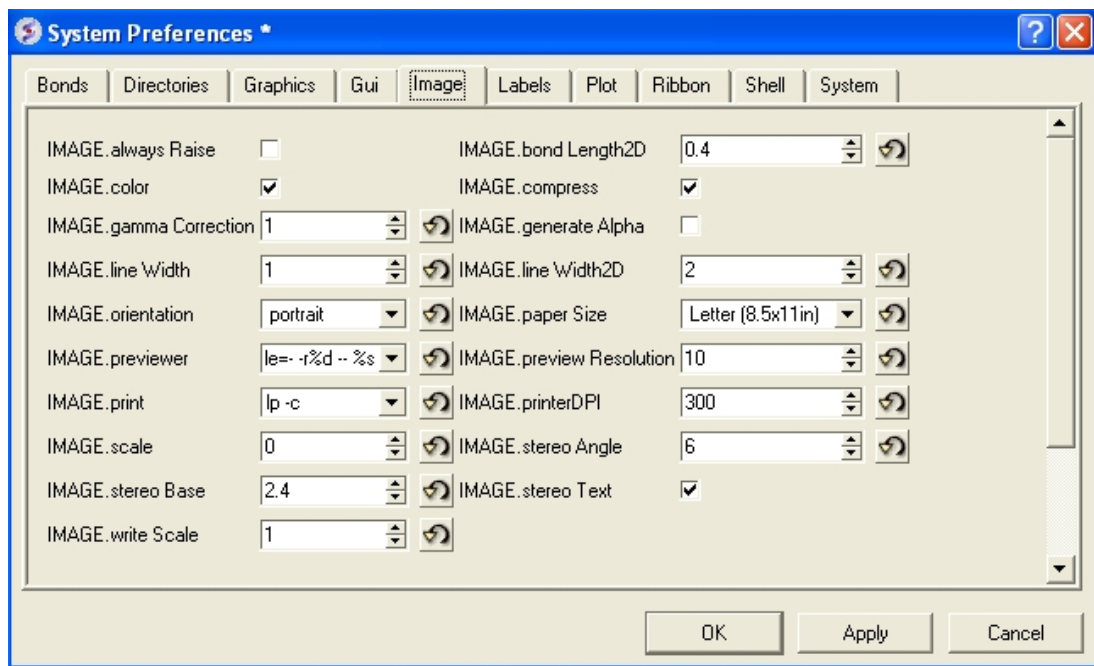 System Preferences *
Bonds Directories Graphics Gui Image Labels Plot Ribbon Shell System
IMAGE.always Raise IMAGE.bond Length2D 0.4
IMAGE.color IMAGE.compress
IMAGE.gamma Correction 1 IMAGE.generate Alpha
IMAGE.line Width 1 IMAGE.line Width2D 2
IMAGE.orientation portrait IMAGE.paper Size Letter (8.5x11in)
IMAGE.previewer le=- -r%d -- %s IMAGE.preview Resolution 10
IMAGE.print lp -c IMAGE.printerDPI 300
IMAGE.scale 0 IMAGE.stereo Angle 6
IMAGE.stereo Base 2.4 IMAGE.stereo Text
IMAGE.write Scale 1
OK Apply Cancel